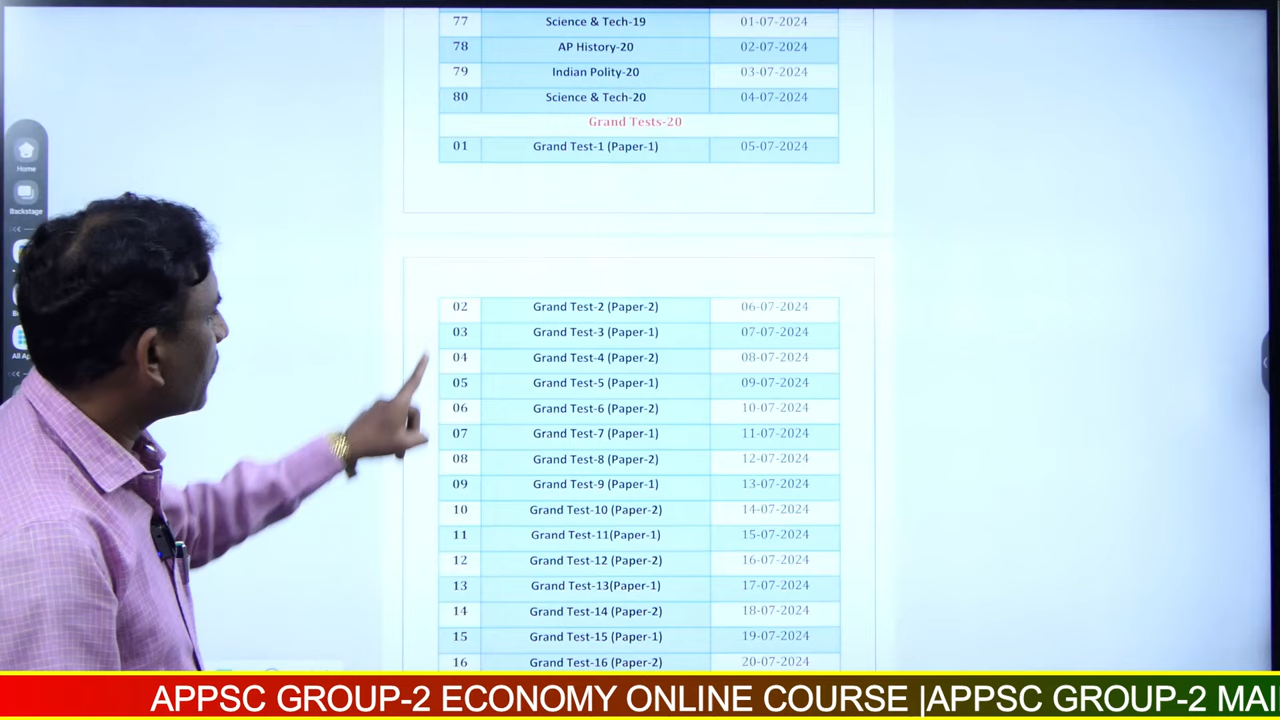 77 Science & Tech-19 01-07-2024
78 AP History-20 02-07-2024
79 Indian Polity-20 03-07-2024
80 Science & Tech-20 04-07-2024
Grand Tests-20
01 Grand Test-1 (Paper-1) 05-07-2024
Home
Backstage
02 Grand Test-2 (Paper-2) 06-07-2024
03 Grand Test-3 (Paper-1) 07-07-2024
04 Grand Test-4 (Paper-2) 08-07-2024
05 Grand Test-5 (Paper-1) 09-07-2024
06 Grand Test-6 (Paper-2) 10-07-2024
07 Grand Test-7 (Paper-1) 11-07-2024
08 Grand Test-8 (Paper-2) 12-07-2024
09 Grand Test-9 (Paper-1) 13-07-2024
10 Grand Test-10 (Paper-2) 14-07-2024
11 Grand Test-11(Paper-1) 15-07-2024
12 Grand Test-12 (Paper-2) 16-07-2024
13 Grand Test-13(Paper-1) 17-07-2024
14 Grand Test-14 (Paper-2) 18-07-2024
15 Grand Test-15 (Paper-1) 19-07-2024
16 Grand Test-16 (Paper-2) 20-07-2024
APPSC GROUP-2 ECONOMY ONLINE COURSE |APPSC GROUP-2 MAI